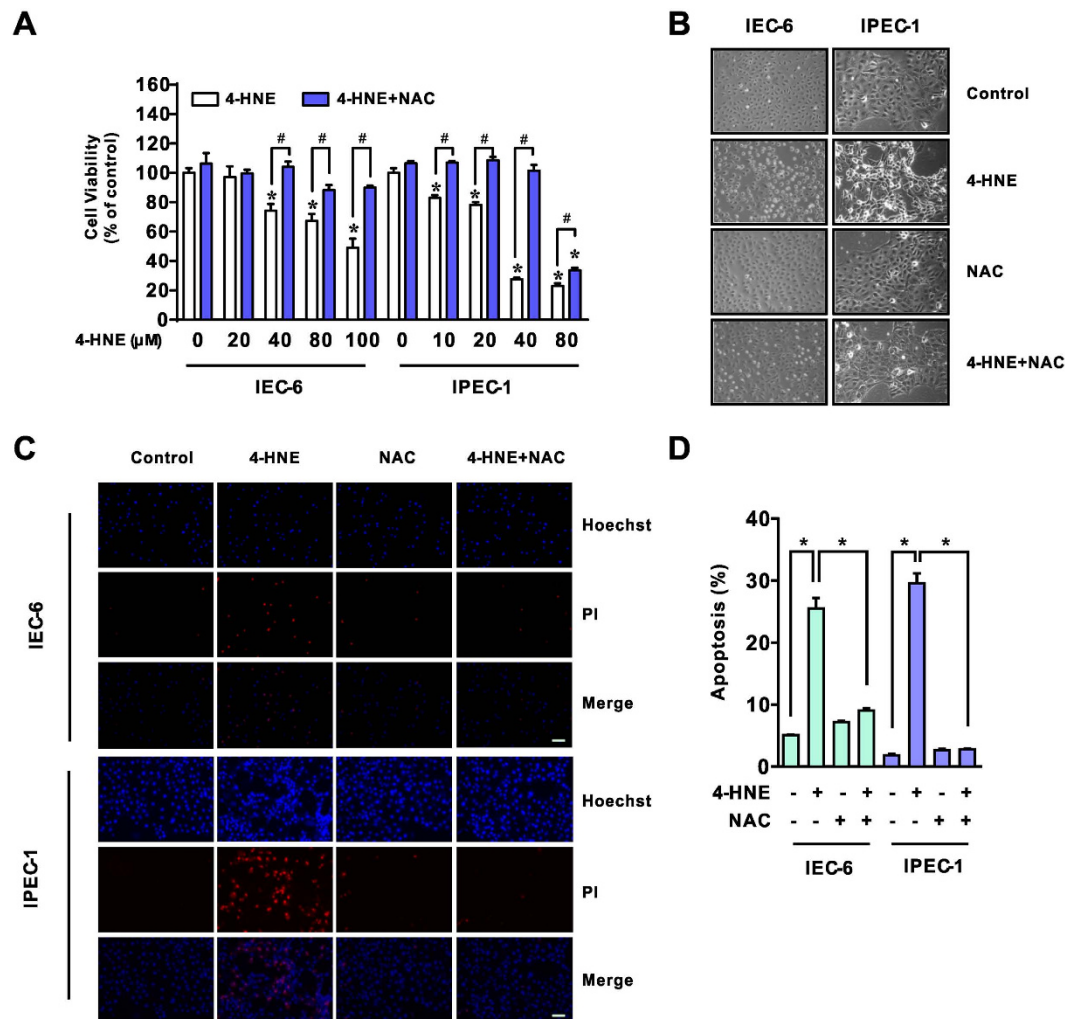 A
160
140
120
100
80
60
40
20
0
Cell Viability
(% of control)
4-HNE 4-HNE+NAC
# # # # # # #
* * * * * * * *
4-HNE (μM) 0 20 40 80 100 0 10 20 40 80
IEC-6 IPEC-1
B
IEC-6 IPEC-1
Control
4-HNE
NAC
4-HNE+NAC
C
Control 4-HNE NAC 4-HNE+NAC
IEC-6
Hoechst
PI
Merge
IPEC-1
Hoechst
PI
Merge
D
40
30
20
10
0
Apoptosis (%)
* * * *
4-HNE - + - + - + - +
NAC - - + + - - + +
IEC-6 IPEC-1